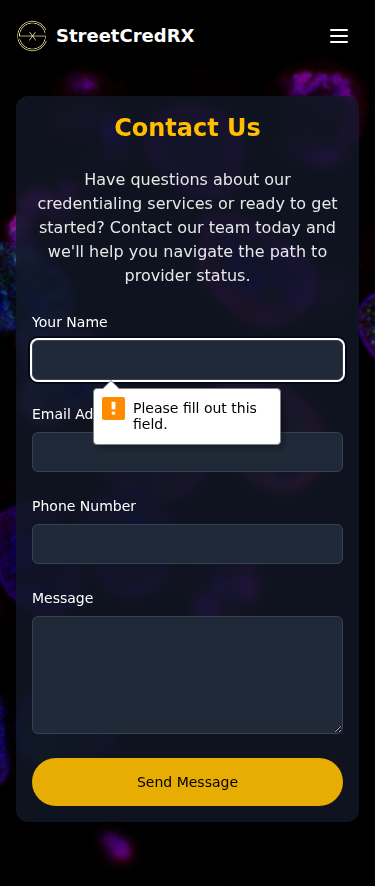 StreetCredRX
Contact Us
Have questions about our
credentialing services or ready to get
started? Contact our team today and
we'll help you navigate the path to
provider status.
Your Name
Please fill out this
field.
Email Ad
Phone Number
Message
Send Message